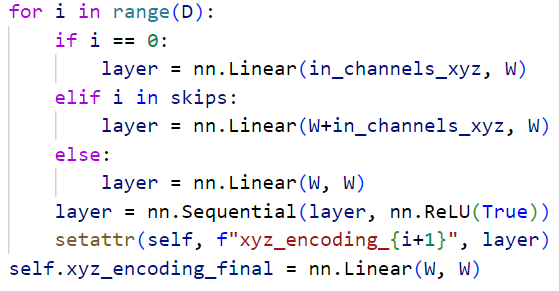 for i in range(D):
    if i == 0:
        layer = nn.Linear(in_channels_xyz, W)
    elif i in skips:
        layer = nn.Linear(W+in_channels_xyz, W)
    else:
        layer = nn.Linear(W, W)
    layer = nn.Sequential(layer, nn.ReLU(True))
    setattr(self, f"xyz_encoding_{i+1}", layer)
self.xyz_encoding_final = nn.Linear(W, W)